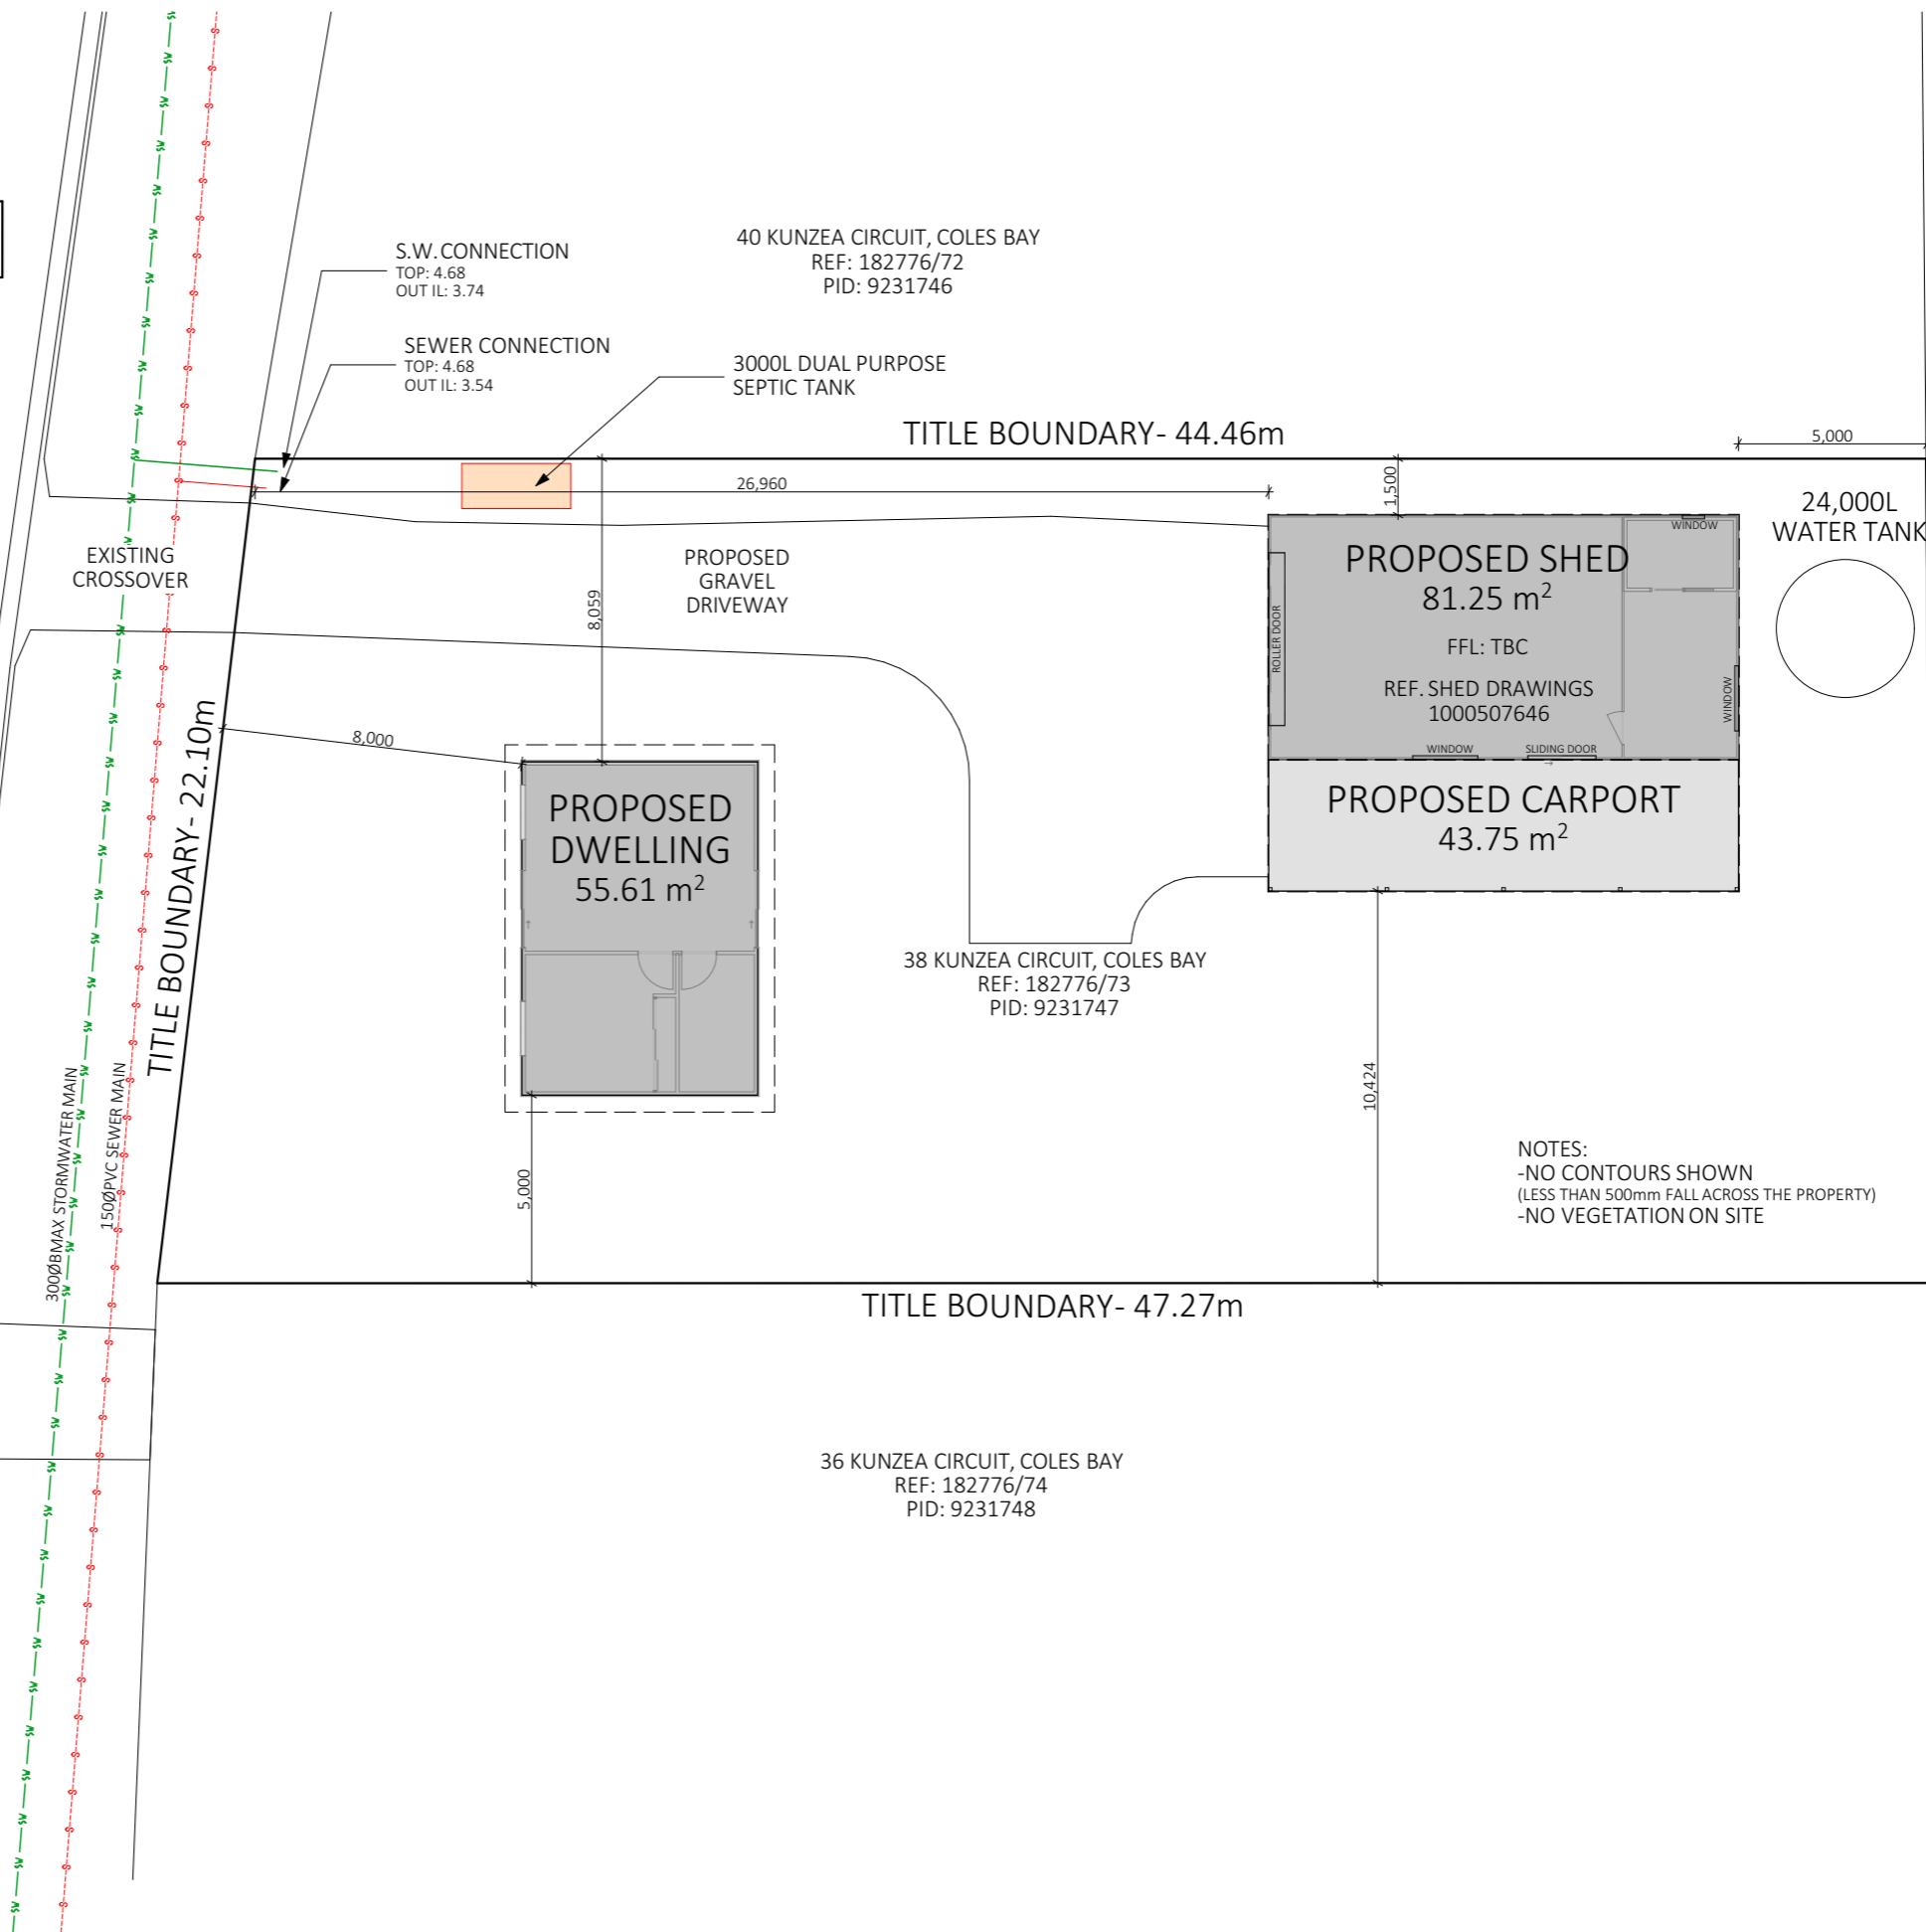 S.W. CONNECTION
TOP: 4.68
OUT IL: 3.74
40 KUNZEA CIRCUIT, COLES BAY
REF: 182776/72
PID: 9231746
SEWER CONNECTION
TOP: 4.68
OUT IL: 3.54
3000L DUAL PURPOSE
SEPTIC TANK
TITLE BOUNDARY- 44.46m
5,000
26,960
1,500
24,000L
WATER TANK
EXISTING
CROSSOVER
PROPOSED
GRAVEL
DRIVEWAY
8,059
WINDOW
PROPOSED SHED
81.25 m²
FFL: TBC
REF. SHED DRAWINGS
1000507646
ROLLER DOOR
WINDOW
WINDOW
SLIDING DOOR
TITLE BOUNDARY- 22.10m
8,000
PROPOSED
DWELLING
55.61 m²
PROPOSED CARPORT
43.75 m²
38 KUNZEA CIRCUIT, COLES BAY
REF: 182776/73
PID: 9231747
10,424
5,000
300ØBMAX STORMWATER MAIN
150ØPVC SEWER MAIN
NOTES:
-NO CONTOURS SHOWN
(LESS THAN 500mm FALL ACROSS THE PROPERTY)
-NO VEGETATION ON SITE
TITLE BOUNDARY- 47.27m
36 KUNZEA CIRCUIT, COLES BAY
REF: 182776/74
PID: 9231748